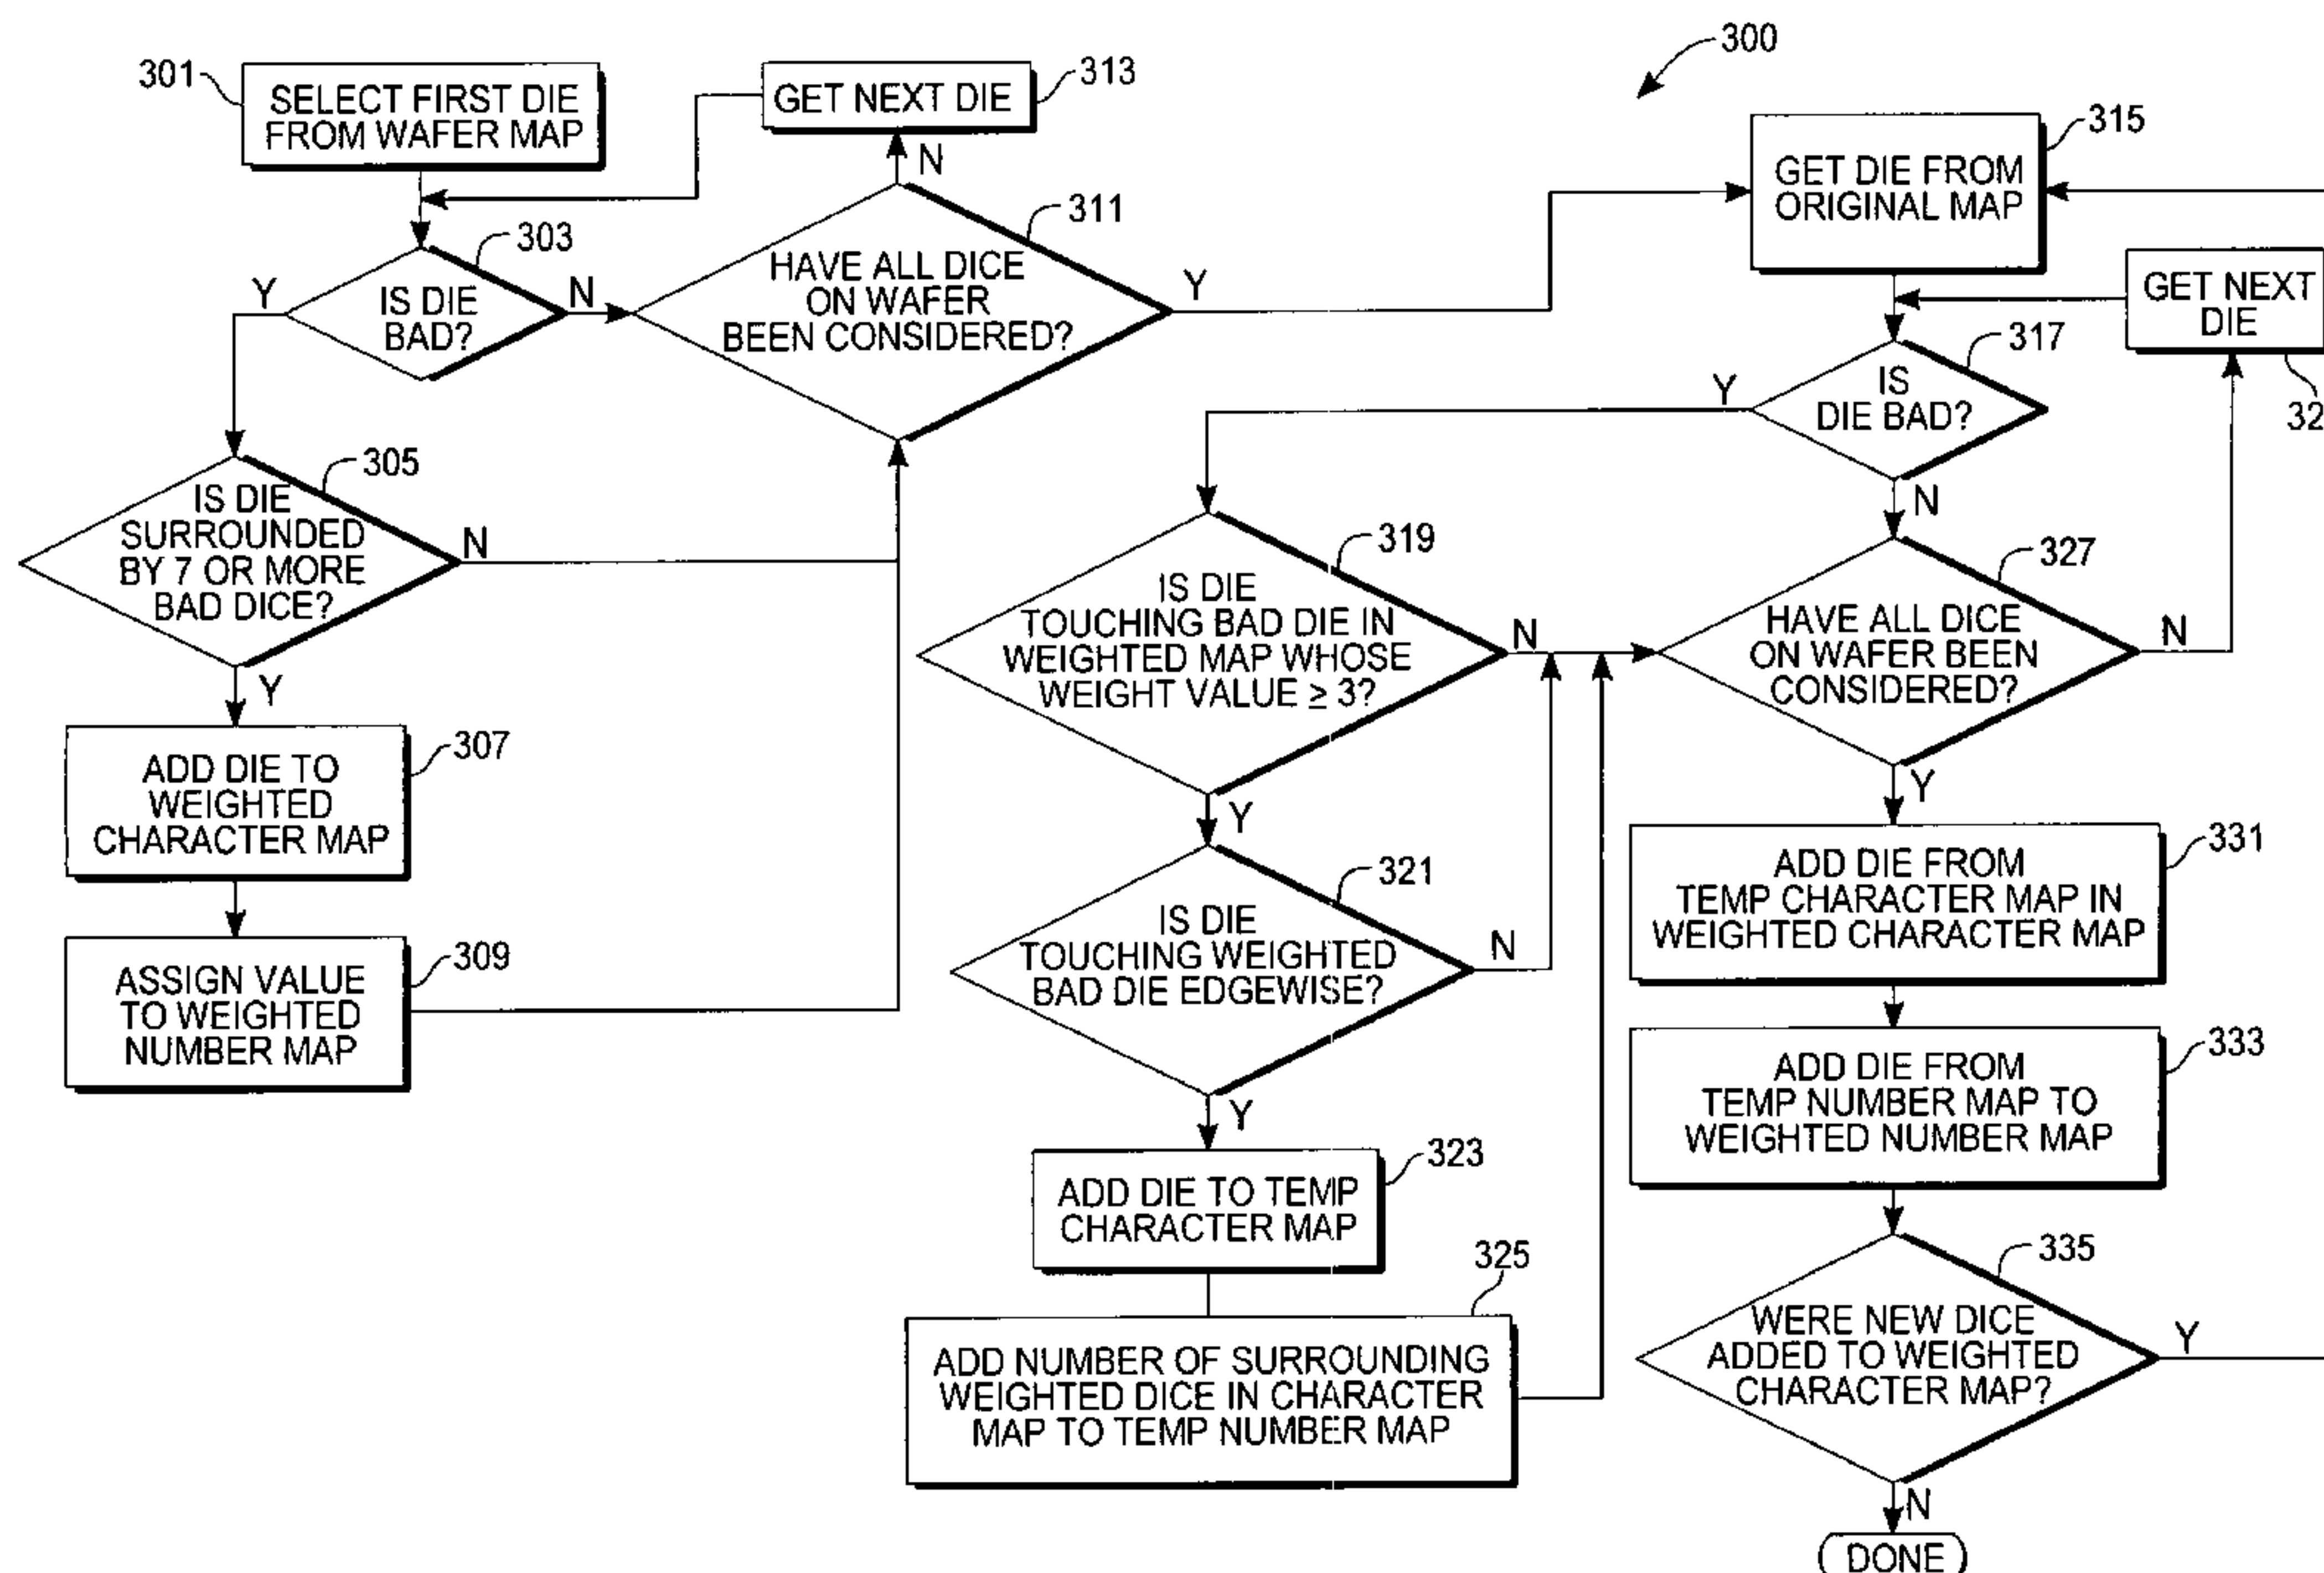 300
301
SELECT FIRST DIE
FROM WAFER MAP
GET NEXT DIE
313
N
311
HAVE ALL DICE
ON WAFER
BEEN CONSIDERED?
Y
303
IS DIE
BAD?
Y
N
305
IS DIE
SURROUNDED
BY 7 OR MORE
BAD DICE?
N
Y
307
ADD DIE TO
WEIGHTED
CHARACTER MAP
309
ASSIGN VALUE
TO WEIGHTED
NUMBER MAP
315
GET DIE FROM
ORIGINAL MAP
GET NEXT
DIE
32
317
IS
DIE BAD?
Y
N
319
IS DIE
TOUCHING BAD DIE IN
WEIGHTED MAP WHOSE
WEIGHT VALUE ≥ 3?
N
Y
321
IS DIE
TOUCHING WEIGHTED
BAD DIE EDGEWISE?
N
Y
323
ADD DIE TO TEMP
CHARACTER MAP
325
ADD NUMBER OF SURROUNDING
WEIGHTED DICE IN CHARACTER
MAP TO TEMP NUMBER MAP
327
HAVE ALL DICE
ON WAFER BEEN
CONSIDERED?
N
Y
331
ADD DIE FROM
TEMP CHARACTER MAP IN
WEIGHTED CHARACTER MAP
333
ADD DIE FROM
TEMP NUMBER MAP TO
WEIGHTED NUMBER MAP
335
WERE NEW DICE
ADDED TO WEIGHTED
CHARACTER MAP?
Y
N
DONE